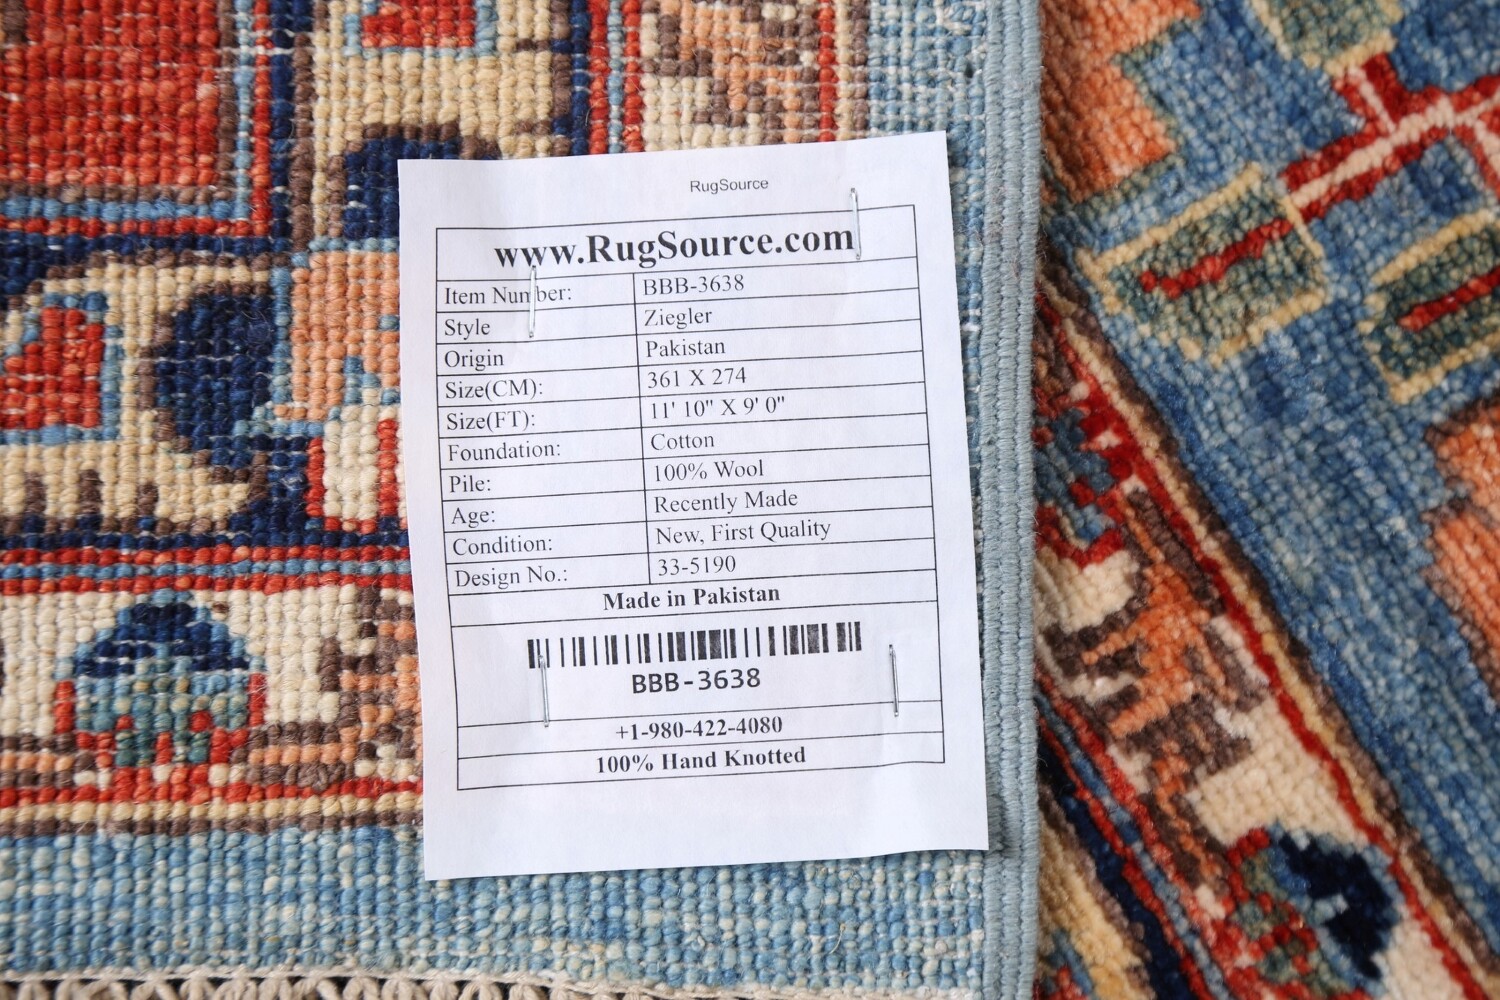 RugSource
www.RugSource.com
Item Number: BBB-3638
Style Ziegler
Origin Pakistan
Size(CM): 361 X 274
Size(FT): 11' 10" X 9' 0"
Foundation: Cotton
Pile: 100% Wool
Age: Recently Made
Condition: New, First Quality
Design No.: 33-5190
Made in Pakistan
BBB-3638
+1-980-422-4080
100% Hand Knotted